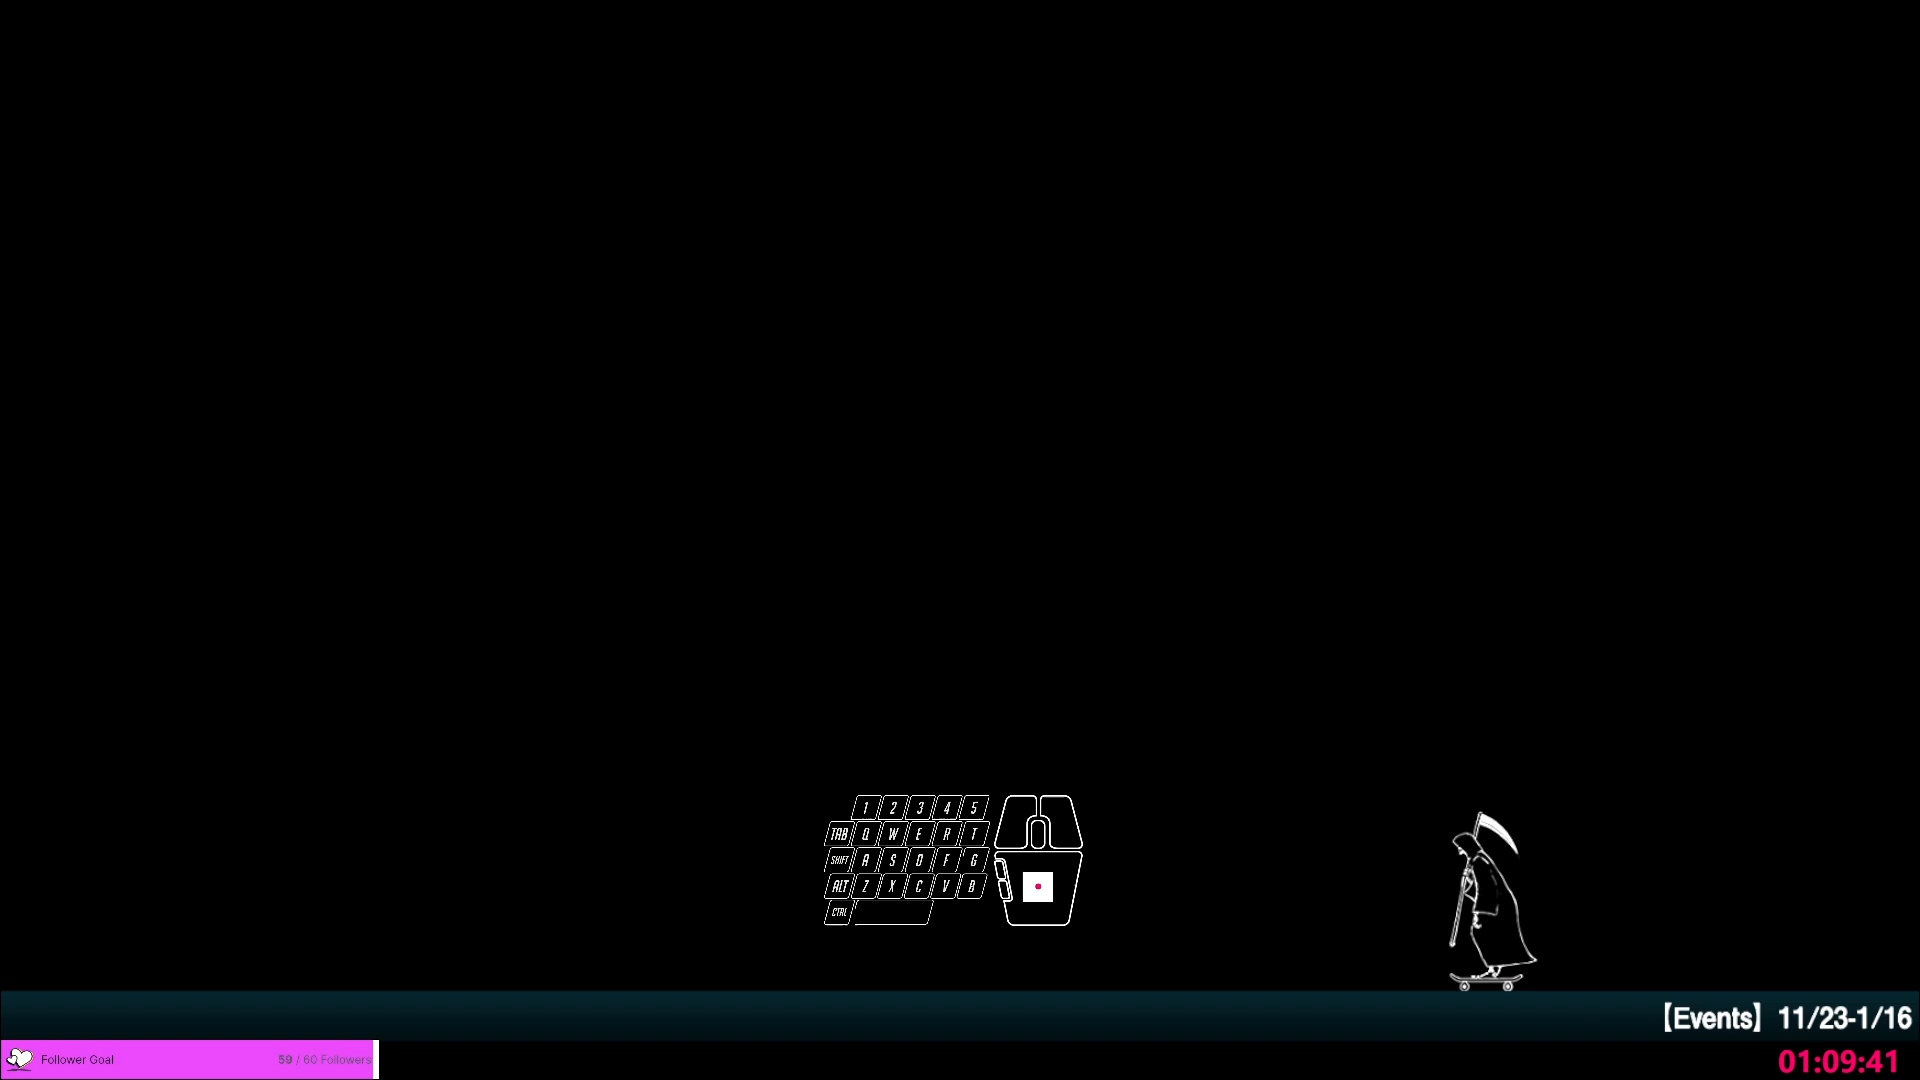 1 2 3 4 5
TAB Q W E R T
SHIFT A S D F G
ALT Z X C V B
CTRL
【Events】 11/23-1/16
Follower Goal 59 / 60 Followers
01:09:41